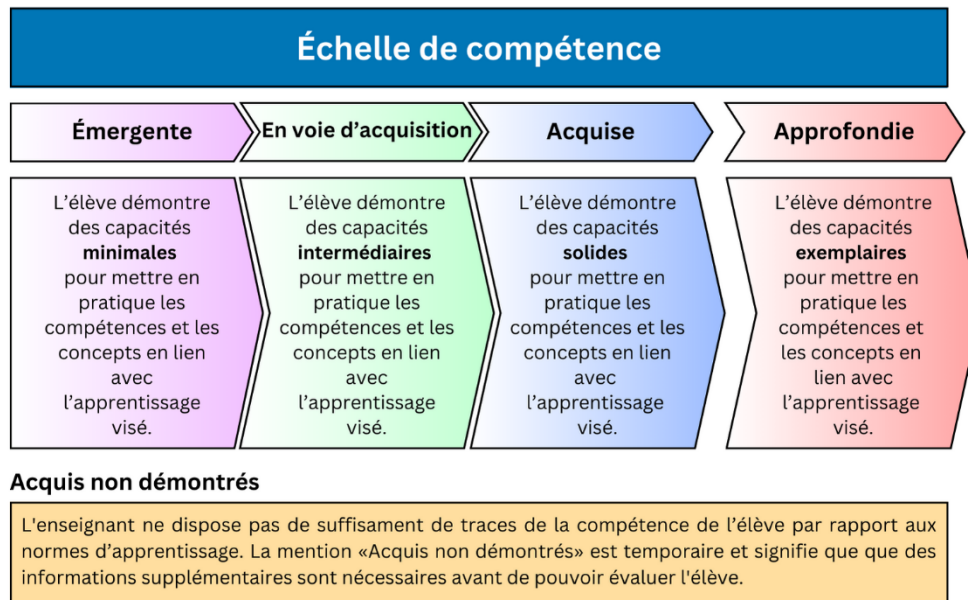 Échelle de compétence
Émergente
En voie d'acquisition
Acquise
Approfondie
L'élève démontre
des capacités
minimales
pour mettre en
pratique les
compétences et les
concepts en lien
avec
l'apprentissage
visé.
L'élève démontre
des capacités
intermédiaires
pour mettre en
pratique les
compétences et les
concepts en lien
avec
l'apprentissage
visé.
L'élève démontre
des capacités
solides
pour mettre en
pratique les
compétences et les
concepts en lien
avec
l'apprentissage
visé.
L'élève démontre
des capacités
exemplaires
pour mettre en
pratique les
compétences et
les concepts en
lien avec
l'apprentissage
visé.
Acquis non démontrés
L'enseignant ne dispose pas de suffisament de traces de la compétence de l'élève par rapport aux
normes d'apprentissage. La mention «Acquis non démontrés» est temporaire et signifie que que des
informations supplémentaires sont nécessaires avant de pouvoir évaluer l'élève.